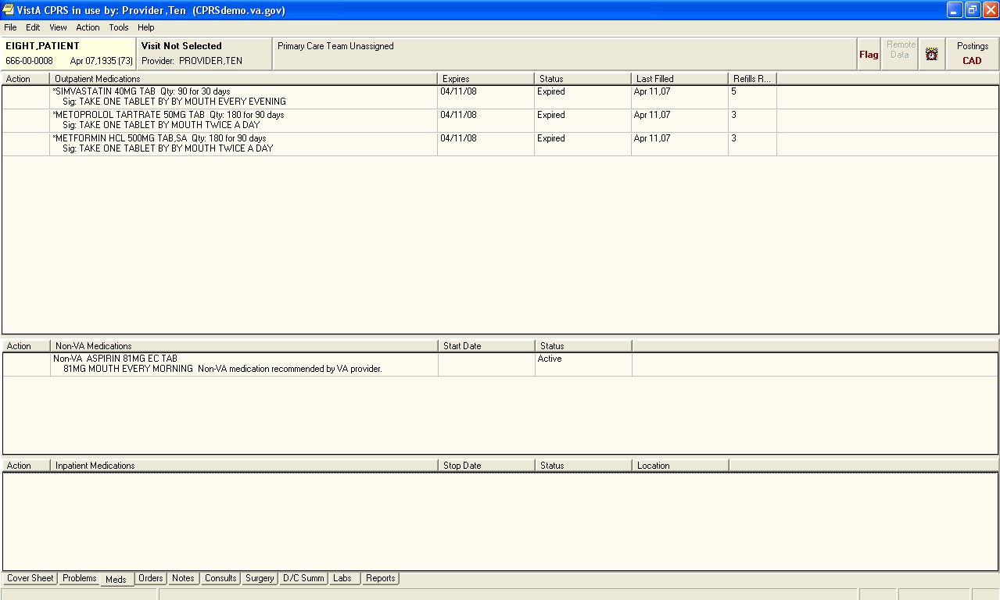 VistA CPRS in use by: Provider,Ten (CPRSdemo.va.gov)
File Edit View Action Tools Help
EIGHT,PATIENT Visit Not Selected Primary Care Team Unassigned Flag Remote Data Postings
666-00-0008 Apr 07,1935 (73) Provider: PROVIDER,TEN CAD
Action Outpatient Medications Expires Status Last Filled Refills R...
*SIMVASTATIN 40MG TAB Qty: 90 for 30 days 04/11/08 Expired Apr 11,07 5
Sig: TAKE ONE TABLET BY BY MOUTH EVERY EVENING
*METOPROLOL TARTRATE 50MG TAB Qty: 180 for 90 days 04/11/08 Expired Apr 11,07 3
Sig: TAKE ONE TABLET BY MOUTH TWICE A DAY
*METFORMIN HCL 500MG TAB,SA Qty: 180 for 90 days 04/11/08 Expired Apr 11,07 3
Sig: TAKE ONE TABLET BY BY MOUTH TWICE A DAY
Action Non-VA Medications Start Date Status
Non-VA ASPIRIN 81MG EC TAB Active
81MG MOUTH EVERY MORNING Non-VA medication recommended by VA provider.
Action Inpatient Medications Stop Date Status Location
Cover Sheet Problems Meds Orders Notes Consults Surgery D/C Summ Labs Reports